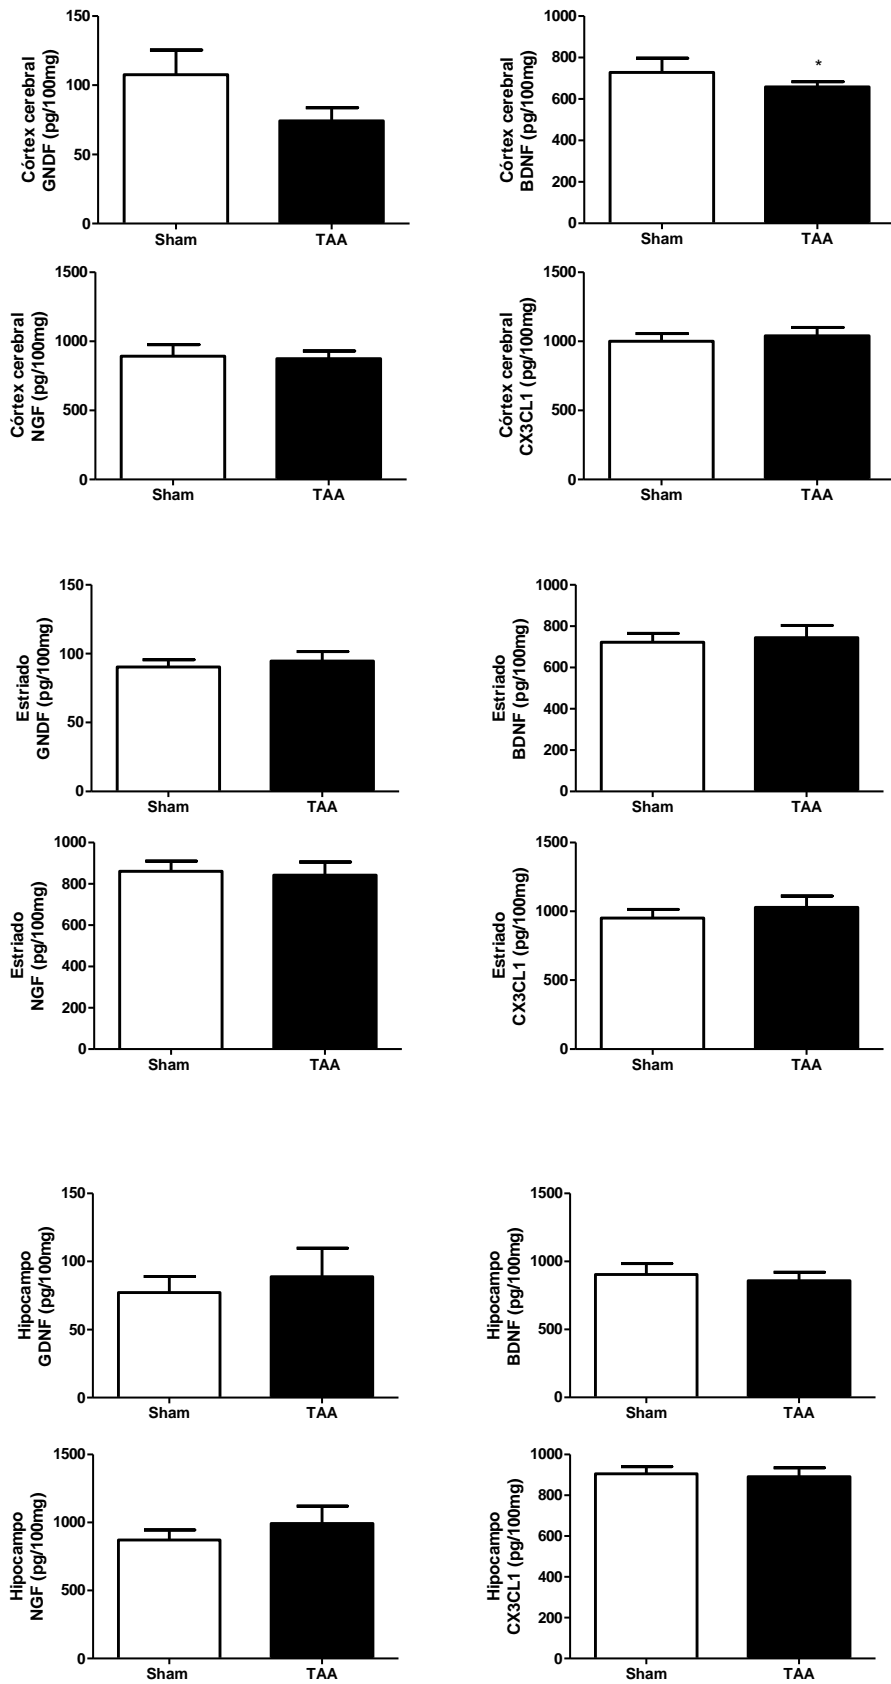 Córtex cerebral
GNDF (pg/100mg)
150
100
50
0
Sham TAA
Córtex cerebral
BDNF (pg/100mg)
1000
800
600
400
200
0
*
Sham TAA
Córtex cerebral
NGF (pg/100mg)
1500
1000
500
0
Sham TAA
Córtex cerebral
CX3CL1 (pg/100mg)
1500
1000
500
0
Sham TAA
Estriado
GNDF (pg/100mg)
150
100
50
0
Sham TAA
Estriado
BDNF (pg/100mg)
1000
800
600
400
200
0
Sham TAA
Estriado
NGF (pg/100mg)
1000
800
600
400
200
0
Sham TAA
Estriado
CX3CL1 (pg/100mg)
1500
1000
500
0
Sham TAA
Hipocampo
GDNF (pg/100mg)
150
100
50
0
Sham TAA
Hipocampo
BDNF (pg/100mg)
1500
1000
500
0
Sham TAA
Hipocampo
NGF (pg/100mg)
1500
1000
500
0
Sham TAA
Hipocampo
CX3CL1 (pg/100mg)
1000
800
600
400
200
0
Sham TAA